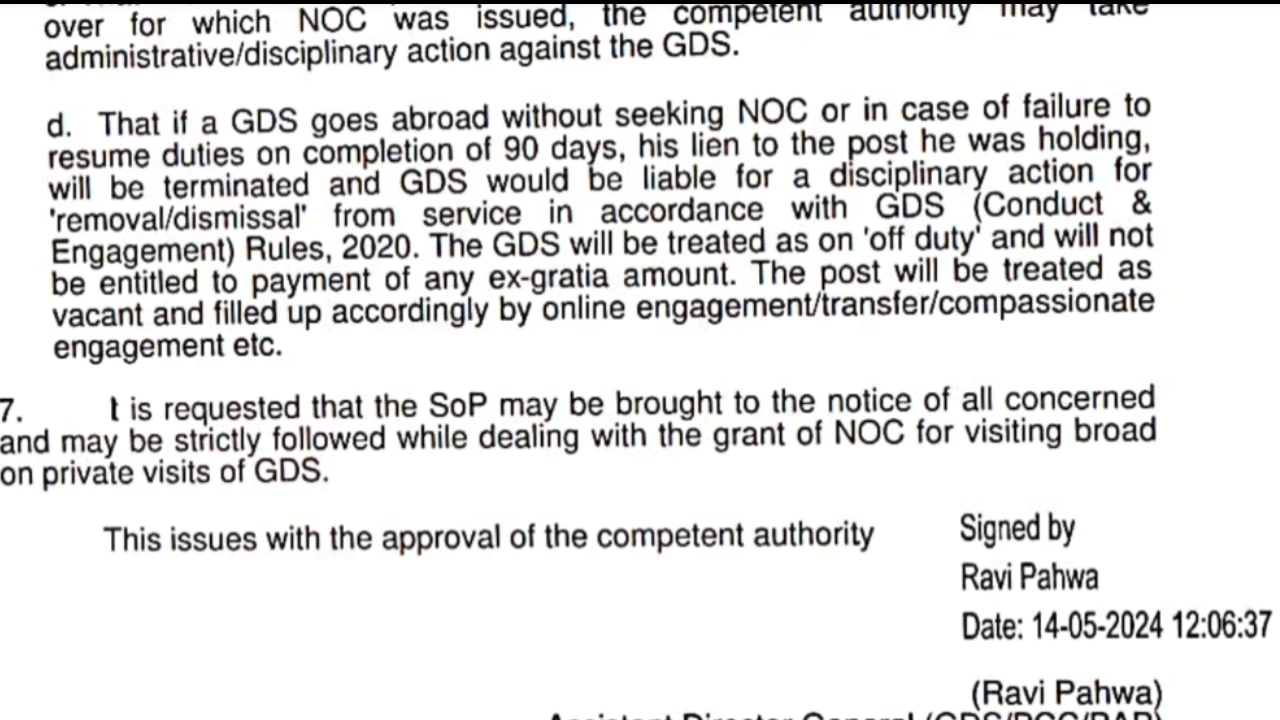 over for which NOC was issued, the competent authority may take
administrative/disciplinary action against the GDS.
d. That if a GDS goes abroad without seeking NOC or in case of failure to
resume duties on completion of 90 days, his lien to the post he was holding,
will be terminated and GDS would be liable for a disciplinary action for
'removal/dismissal' from service in accordance with GDS (Conduct &
Engagement) Rules, 2020. The GDS will be treated as on 'off duty' and will not
be entitled to payment of any ex-gratia amount. The post will be treated as
vacant and filled up accordingly by online engagement/transfer/compassionate
engagement etc.
7. t is requested that the SoP may be brought to the notice of all concerned
and may be strictly followed while dealing with the grant of NOC for visiting broad
on private visits of GDS.
This issues with the approval of the competent authority
Signed by
Ravi Pahwa
Date: 14-05-2024 12:06:37
(Ravi Pahwa)
Assistant Director General (GDS/PCC/PAP)